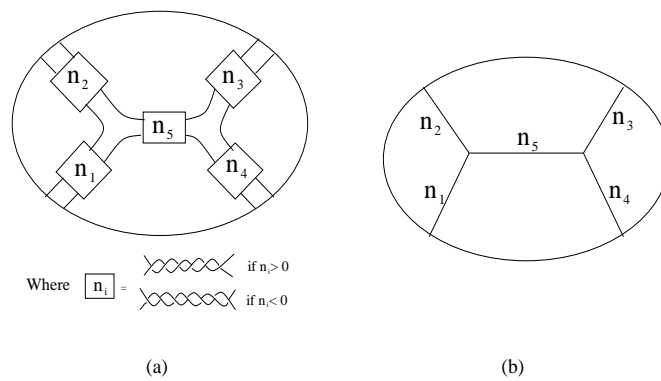 n₂
n₃
n₅
n₁
n₄
Where nᵢ = if nᵢ> 0
if nᵢ< 0
(a)
n₂
n₃
n₅
n₁
n₄
(b)